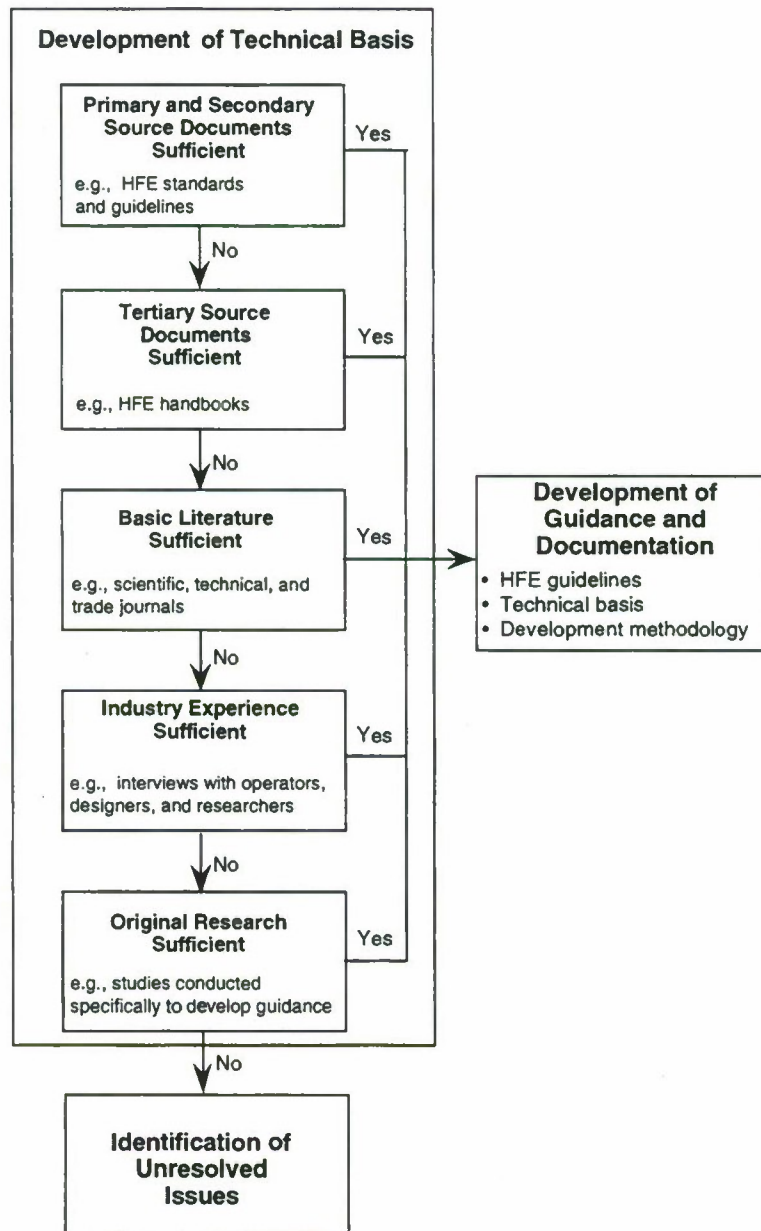 Development of Technical Basis
Primary and Secondary
Source Documents
Sufficient
e.g., HFE standards
and guidelines
Yes
No
Tertiary Source
Documents
Sufficient
e.g., HFE handbooks
Yes
No
Basic Literature
Sufficient
e.g., scientific, technical, and
trade journals
Yes
No
Industry Experience
Sufficient
e.g., interviews with operators,
designers, and researchers
Yes
No
Original Research
Sufficient
e.g., studies conducted
specifically to develop guidance
Yes
No
Development of
Guidance and
Documentation
• HFE guidelines
• Technical basis
• Development methodology
Identification of
Unresolved
Issues